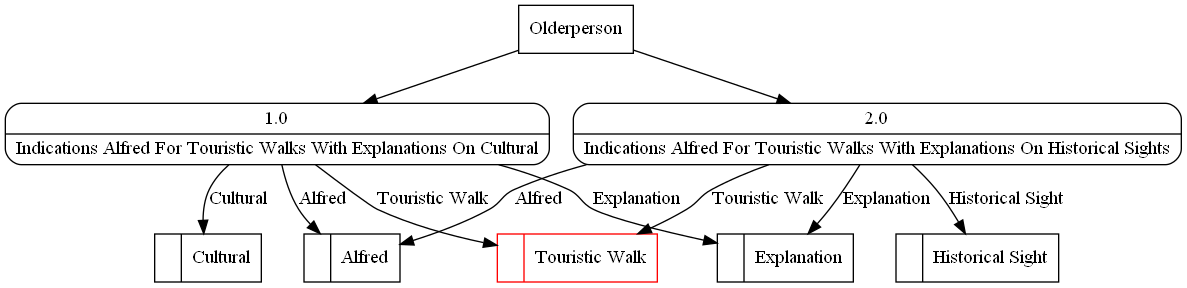 Olderperson
1.0
Indications Alfred For Touristic Walks With Explanations On Cultural
2.0
Indications Alfred For Touristic Walks With Explanations On Historical Sights
Cultural
Alfred
Touristic Walk
Alfred
Explanation
Touristic Walk
Explanation
Historical Sight
Cultural
Alfred
Touristic Walk
Explanation
Historical Sight